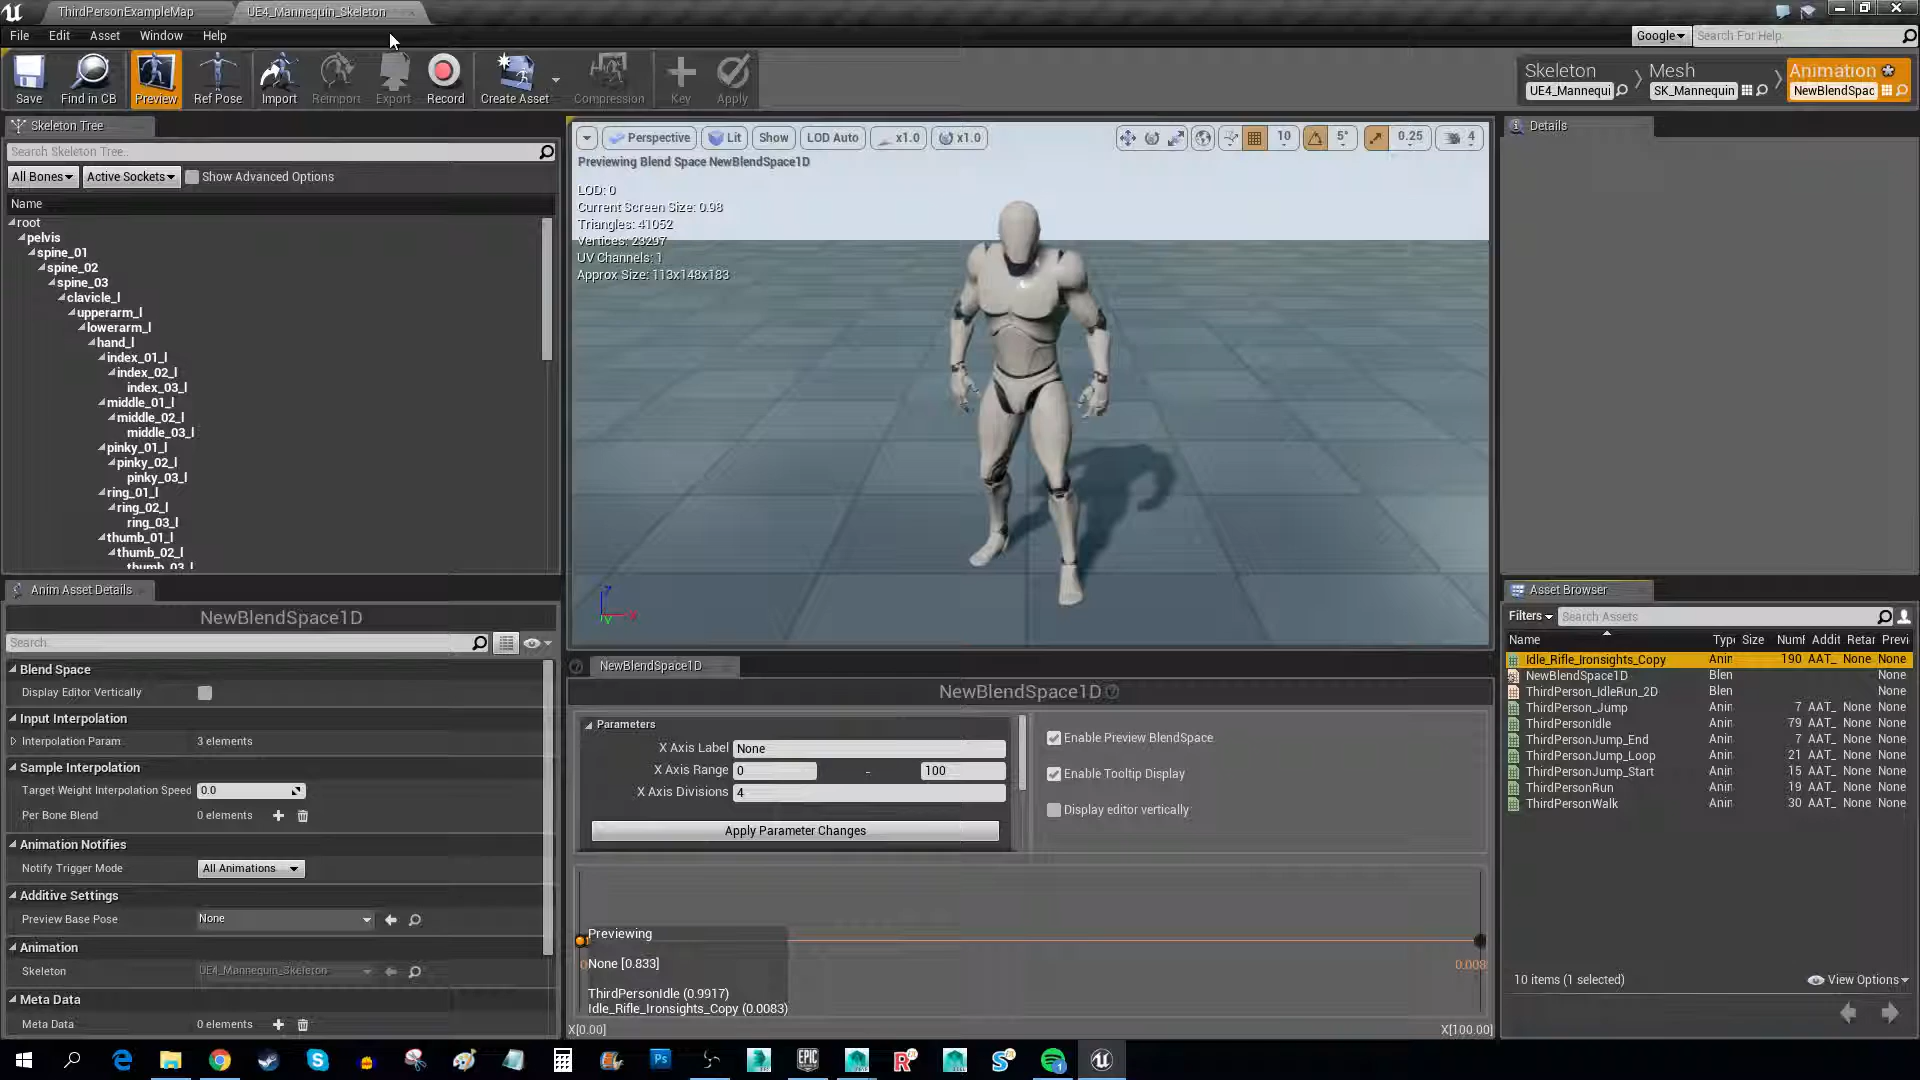 ThirdPersonExampleMap
UE4_Mannequin_Skeleton
File Edit Asset Window Help
Google
Search For Help
Save
Find in CB
Preview
Ref Pose
Import
Reimport
Export
Record
Create Asset
Compression
Key
Apply
Skeleton
UE4_Mannequi
Mesh
SK_Mannequin
Animation
NewBlendSpac
Skeleton Tree
Search Skeleton Tree..
All Bones
Active Sockets
Show Advanced Options
Name
root
pelvis
spine_01
spine_02
spine_03
clavicle_l
upperarm_l
lowerarm_l
hand_l
index_01_l
index_02_l
index_03_l
middle_01_l
middle_02_l
middle_03_l
pinky_01_l
pinky_02_l
pinky_03_l
ring_01_l
ring_02_l
ring_03_l
thumb_01_l
thumb_02_l
thumb_03_l
Perspective
Lit
Show
LOD Auto
x1.0
x1.0
10
5°
0.25
4
Previewing Blend Space NewBlendSpace1D
LOD: 0
Current Screen Size: 0.98
Triangles: 41052
Vertices: 23297
UV Channels: 1
Approx Size: 113x148x183
Z
X
Y
Details
Anim Asset Details
NewBlendSpace1D
Search
Blend Space
Display Editor Vertically
Input Interpolation
Interpolation Param 3 elements
Sample Interpolation
Target Weight Interpolation Speed 0.0
Per Bone Blend 0 elements
Animation Notifies
Notify Trigger Mode All Animations
Additive Settings
Preview Base Pose None
Animation
Skeleton UE4_Mannequin_Skeleton
Meta Data
Meta Data 0 elements
NewBlendSpace1D
NewBlendSpace1D
Parameters
X Axis Label None
X Axis Range 0 - 100
X Axis Divisions 4
Apply Parameter Changes
Enable Preview BlendSpace
Enable Tooltip Display
Display editor vertically
Previewing
None [0.833]
ThirdPersonIdle (0.9917)
Idle_Rifle_Ironsights_Copy (0.0083)
0
0.008
X[0.00]
X[100.00]
Asset Browser
Filters
Search Assets
Name Type Size Numl Addit Retar Previ
Idle_Rifle_Ironsights_Copy Anin 190 AAT_ None None
NewBlendSpace1D Blen None
ThirdPerson_IdleRun_2D Blen None
ThirdPerson_Jump Anin 7 AAT_ None None
ThirdPersonIdle Anin 79 AAT_ None None
ThirdPersonJump_End Anin 7 AAT_ None None
ThirdPersonJump_Loop Anin 21 AAT_ None None
ThirdPersonJump_Start Anin 15 AAT_ None None
ThirdPersonRun Anin 19 AAT_ None None
ThirdPersonWalk Anin 30 AAT_ None None
10 items (1 selected)
View Options
Ps
EPIC